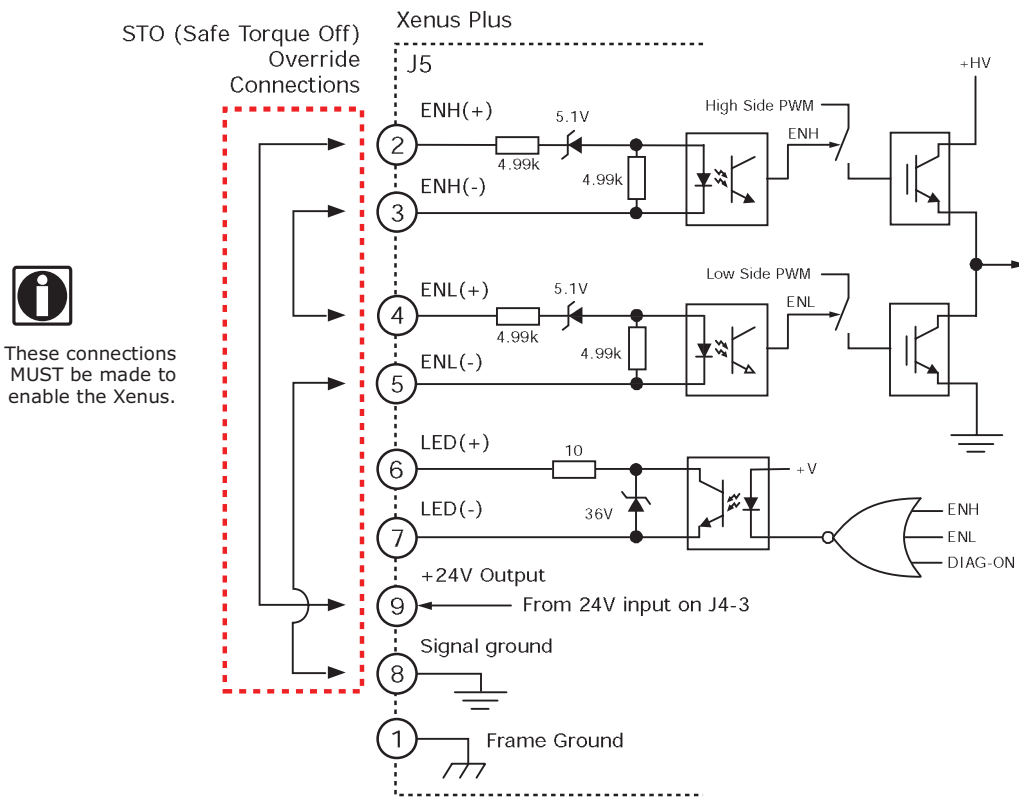 Xenus Plus
STO (Safe Torque Off)
Override
Connections
J5
+HV
ENH(+)
5.1V
High Side PWM
ENH
2
4.99k
4.99k
ENH(-)
3
ENL(+)
5.1V
Low Side PWM
ENL
4
4.99k
4.99k
ENL(-)
5
These connections
MUST be made to
enable the Xenus.
LED(+)
10
6
+V
LED(-)
36V
7
ENH
ENL
DIAG-ON
+24V Output
9
From 24V input on J4-3
Signal ground
8
1
Frame Ground